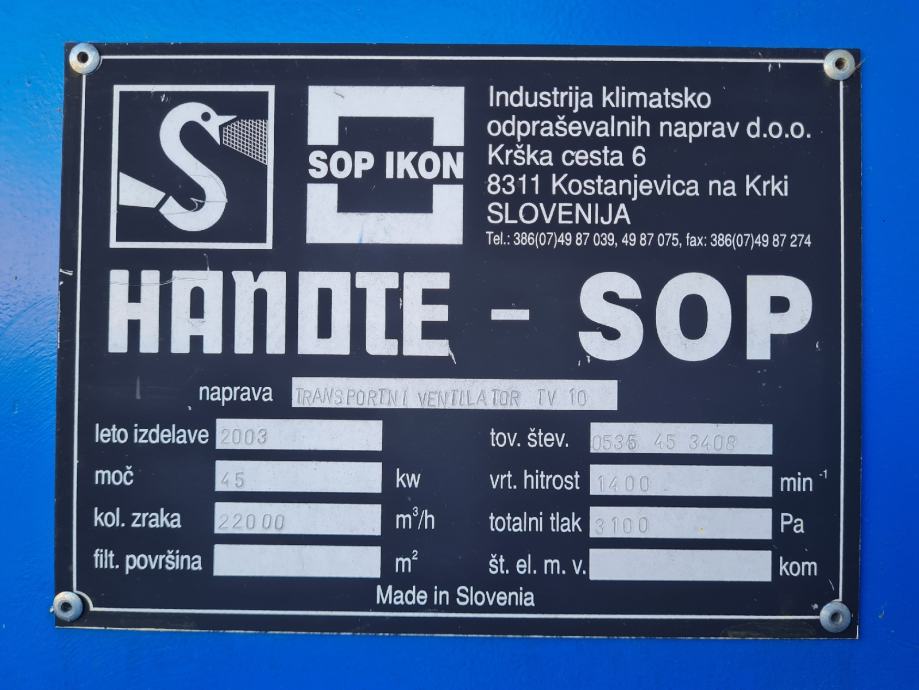 SOP IKON
Industrija klimatsko
odpraševalnih naprav d.o.o.
Krška cesta 6
8311 Kostanjevica na Krki
SLOVENIJA
Tel.: 386(07)49 87 039, 49 87 075, fax: 386(07)49 87 274
HANDTE - SOP
naprava TRANSPORTNI VENTILATOR TV 10
leto izdelave 2003
tov. štev. 0535 45 3408
moč 45 kw
vrt. hitrost 1400 min⁻¹
kol. zraka 22000 m³/h
totalni tlak 3100 Pa
filt. površina m²
št. el. m. v. kom
Made in Slovenia